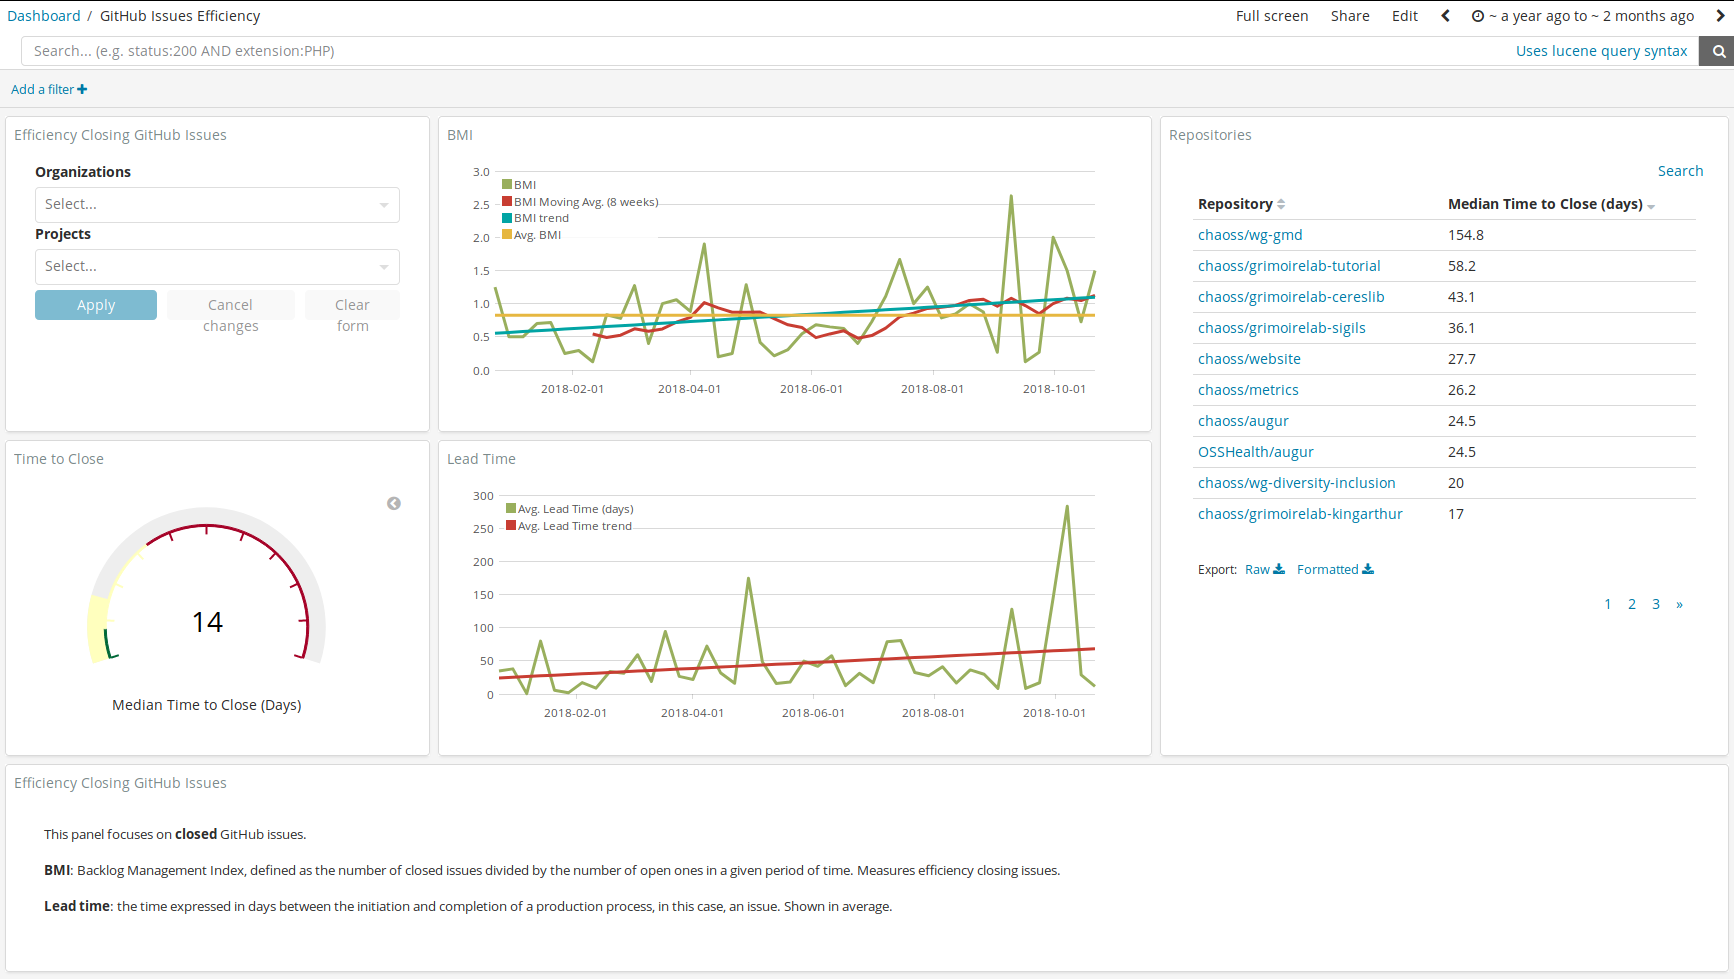 Dashboard / GitHub Issues Efficiency
Full screen Share Edit ~ a year ago to ~ 2 months ago
Search... (e.g. status:200 AND extension:PHP)
Uses lucene query syntax
Add a filter
Efficiency Closing GitHub Issues
Organizations
Select...
Projects
Select...
Apply
Cancel
changes
Clear
form
BMI
3.0
2.5
2.0
1.5
1.0
0.5
0.0
BMI
BMI Moving Avg. (8 weeks)
BMI trend
Avg. BMI
2018-02-01 2018-04-01 2018-06-01 2018-08-01 2018-10-01
Repositories
Search
Repository Median Time to Close (days)
chaoss/wg-gmd 154.8
chaoss/grimoirelab-tutorial 58.2
chaoss/grimoirelab-cereslib 43.1
chaoss/grimoirelab-sigils 36.1
chaoss/website 27.7
chaoss/metrics 26.2
chaoss/augur 24.5
OSSHealth/augur 24.5
chaoss/wg-diversity-inclusion 20
chaoss/grimoirelab-kingarthur 17
Export: Raw Formatted
1 2 3 »
Time to Close
14
Median Time to Close (Days)
Lead Time
300
250
200
150
100
50
0
Avg. Lead Time (days)
Avg. Lead Time trend
2018-02-01 2018-04-01 2018-06-01 2018-08-01 2018-10-01
Efficiency Closing GitHub Issues
This panel focuses on closed GitHub issues.
BMI: Backlog Management Index, defined as the number of closed issues divided by the number of open ones in a given period of time. Measures efficiency closing issues.
Lead time: the time expressed in days between the initiation and completion of a production process, in this case, an issue. Shown in average.